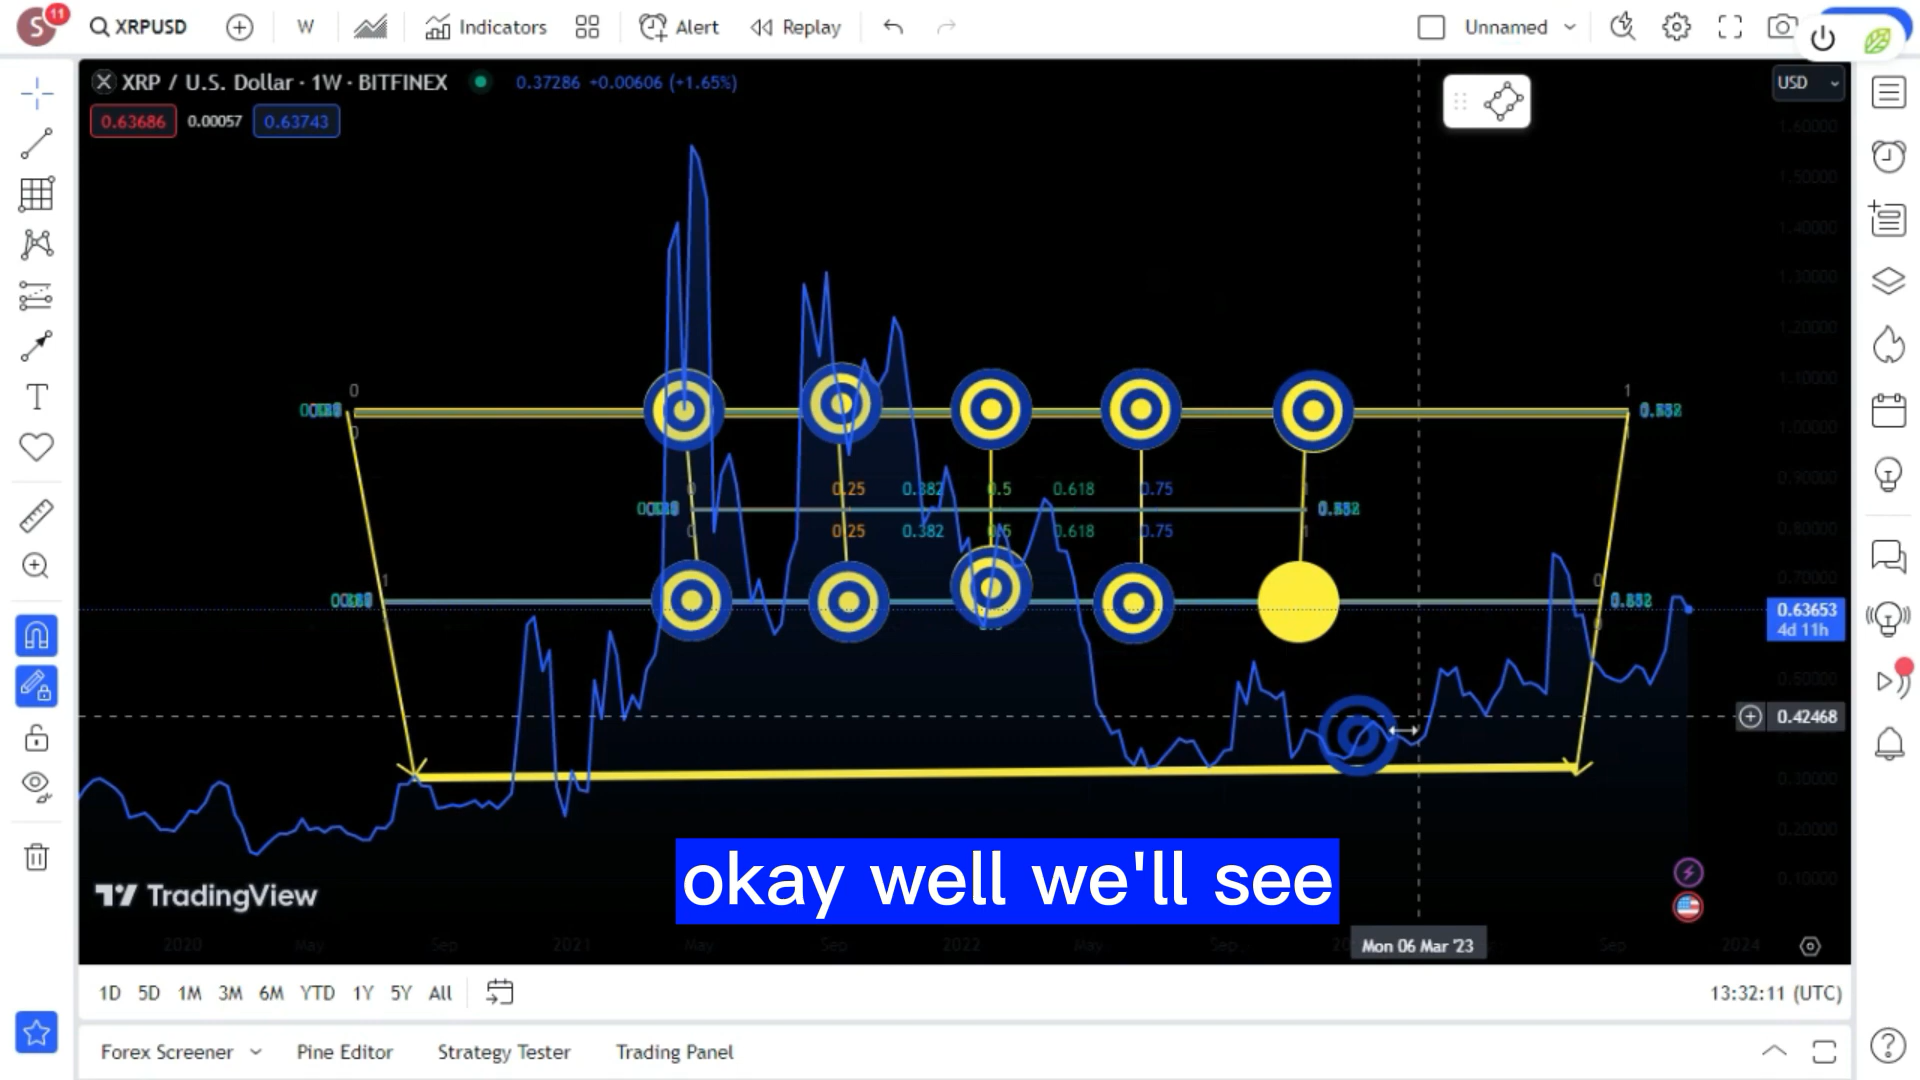 S
11
XRPUSD
W
Indicators
Alert
Replay
Unnamed
XRP / U.S. Dollar · 1W · BITFINEX
0.37286 +0.00606 (+1.65%)
USD
0.63686
0.00057
0.63743
1.60000
1.50000
1.40000
1.30000
1.20000
1.10000
1.00000
0.90000
0.80000
0.70000
0.63653
4d 11h
0.50000
0.42468
0.30000
0.20000
0.10000
0
1
0
0 0.25 0.382 0.5 0.618 0.75 1
0 0.25 0.382 0.5 0.618 0.75 1
1
0
okay well we'll see
TradingView
2020
May
Sep
2021
May
Sep
2022
May
Sep
Mon 06 Mar '23
Sep
2024
1D 5D 1M 3M 6M YTD 1Y 5Y All
13:32:11 (UTC)
Forex Screener
Pine Editor
Strategy Tester
Trading Panel